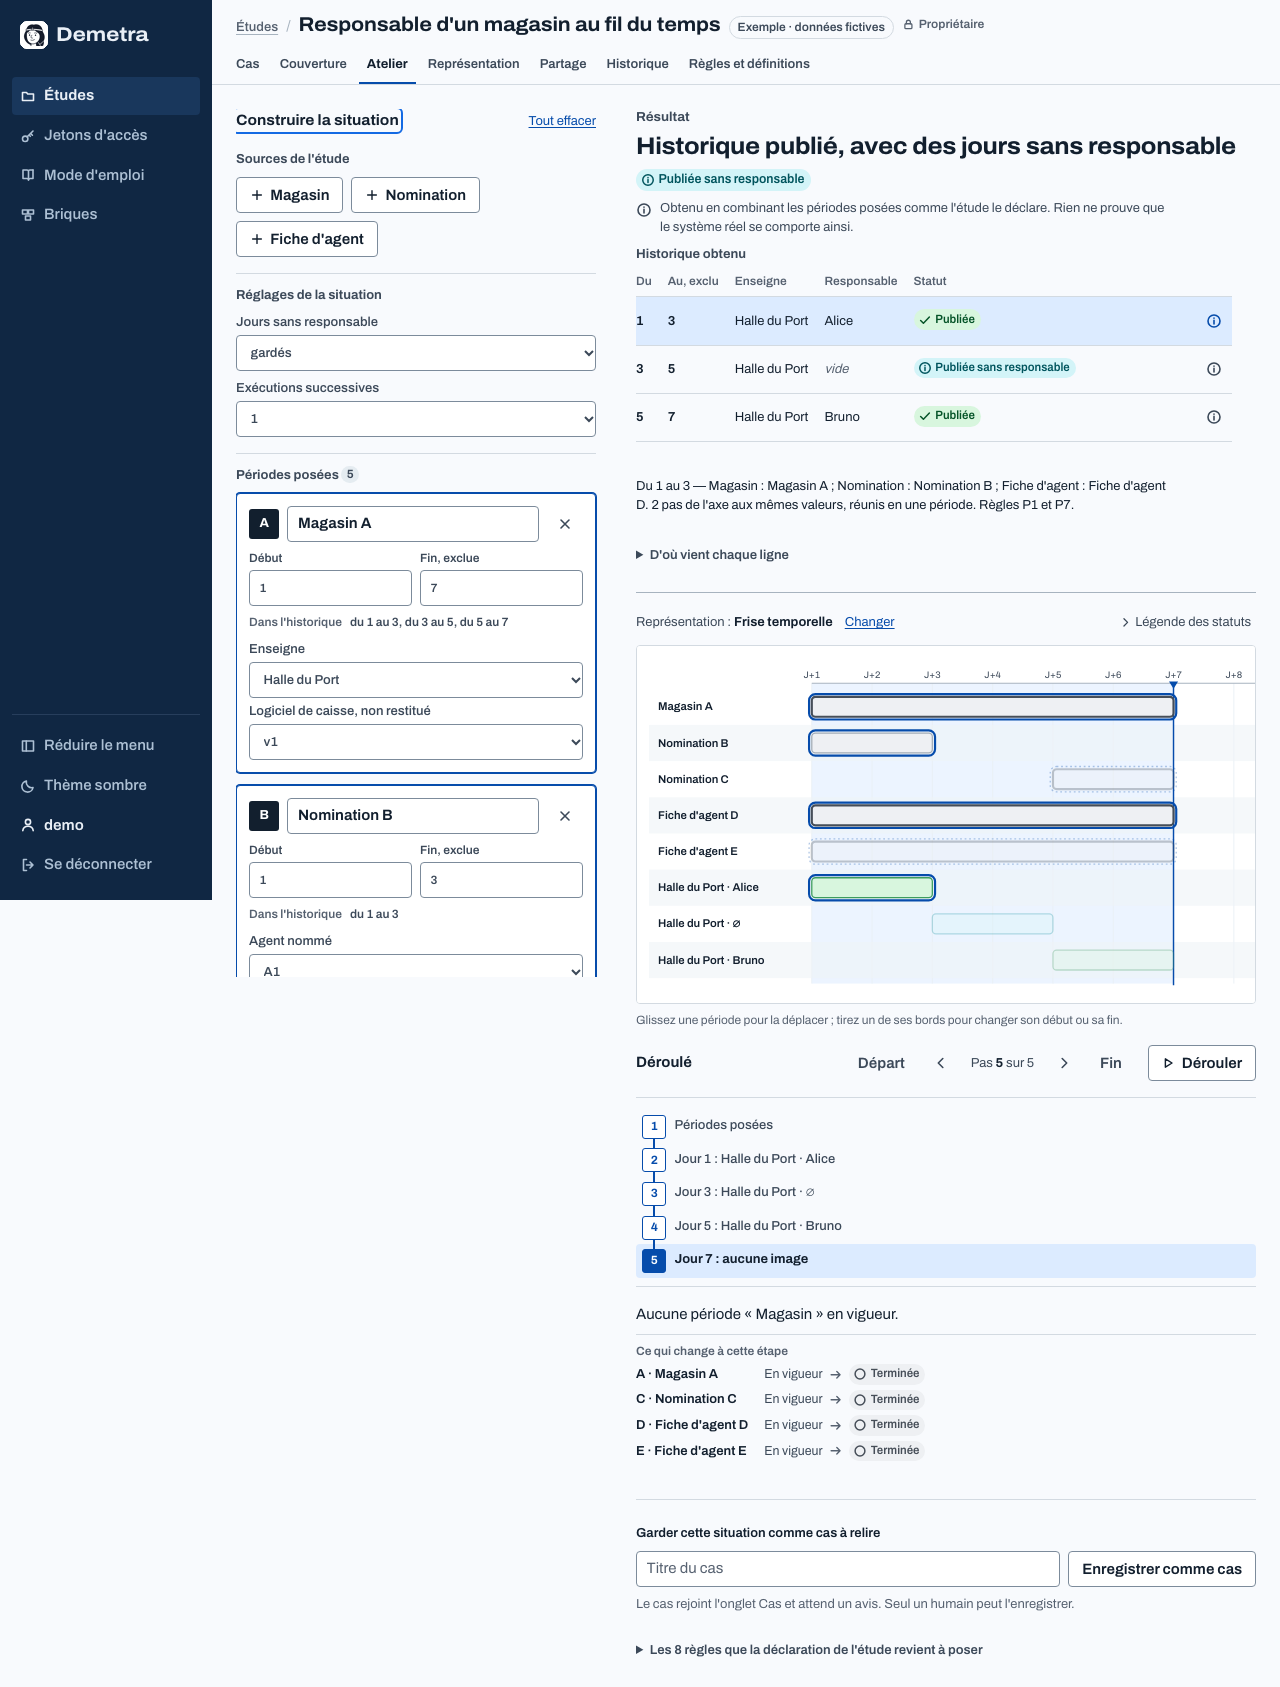 Demetra
Études
Jetons d'accès
Mode d'emploi
Briques
Réduire le menu
Thème sombre
demo
Se déconnecter
Études / Responsable d'un magasin au fil du temps Exemple · données fictives Propriétaire
Cas Couverture Atelier Représentation Partage Historique Règles et définitions
Construire la situation Tout effacer
Sources de l'étude
+ Magasin + Nomination
+ Fiche d'agent
Réglages de la situation
Jours sans responsable
gardés
Exécutions successives
1
Périodes posées 5
A Magasin A
Début Fin, exclue
1 7
Dans l'historique du 1 au 3, du 3 au 5, du 5 au 7
Enseigne
Halle du Port
Logiciel de caisse, non restitué
v1
B Nomination B
Début Fin, exclue
1 3
Dans l'historique du 1 au 3
Agent nommé
A1
Résultat
Historique publié, avec des jours sans responsable
Publiée sans responsable
Obtenu en combinant les périodes posées comme l'étude le déclare. Rien ne prouve que
le système réel se comporte ainsi.
Historique obtenu
Du Au, exclu Enseigne Responsable Statut
1 3 Halle du Port Alice Publiée
3 5 Halle du Port vide Publiée sans responsable
5 7 Halle du Port Bruno Publiée
Du 1 au 3 — Magasin : Magasin A ; Nomination : Nomination B ; Fiche d'agent : Fiche d'agent
D. 2 pas de l'axe aux mêmes valeurs, réunis en une période. Règles P1 et P7.
D'où vient chaque ligne
Représentation : Frise temporelle Changer Légende des statuts
J+1 J+2 J+3 J+4 J+5 J+6 J+7 J+8
Magasin A
Nomination B
Nomination C
Fiche d'agent D
Fiche d'agent E
Halle du Port · Alice
Halle du Port · ∅
Halle du Port · Bruno
Glissez une période pour la déplacer ; tirez un de ses bords pour changer son début ou sa fin.
Déroulé Départ Pas 5 sur 5 Fin Dérouler
1 Périodes posées
2 Jour 1 : Halle du Port · Alice
3 Jour 3 : Halle du Port · ∅
4 Jour 5 : Halle du Port · Bruno
5 Jour 7 : aucune image
Aucune période « Magasin » en vigueur.
Ce qui change à cette étape
A · Magasin A En vigueur → Terminée
C · Nomination C En vigueur → Terminée
D · Fiche d'agent D En vigueur → Terminée
E · Fiche d'agent E En vigueur → Terminée
Garder cette situation comme cas à relire
Titre du cas Enregistrer comme cas
Le cas rejoint l'onglet Cas et attend un avis. Seul un humain peut l'enregistrer.
Les 8 règles que la déclaration de l'étude revient à poser